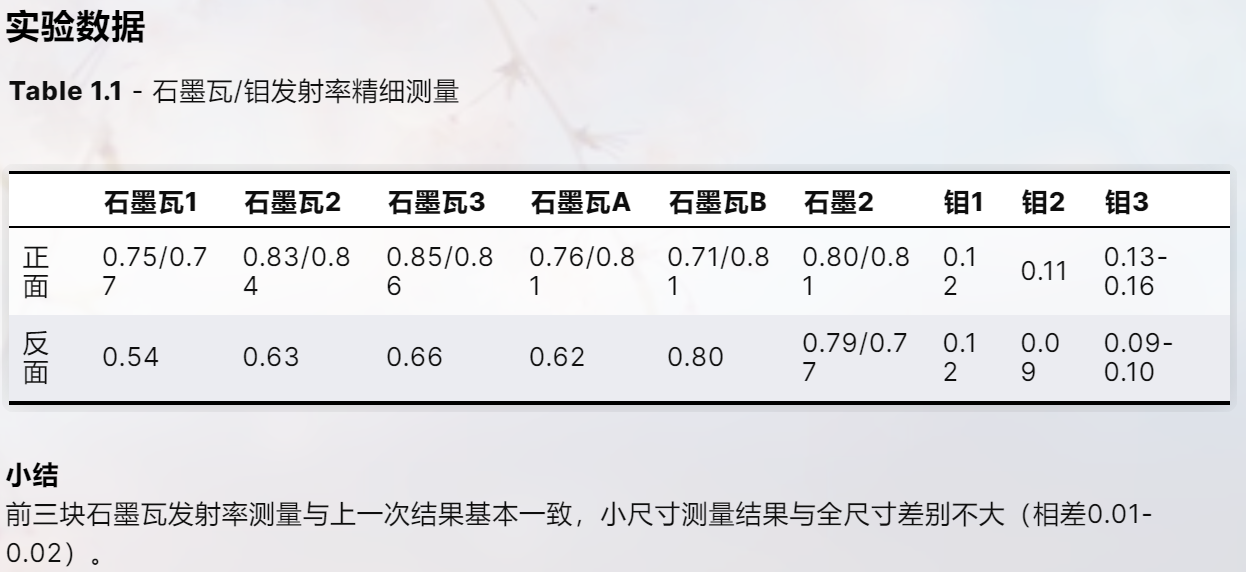 实验数据
Table 1.1 - 石墨瓦/钼发射率精细测量
石墨瓦1 石墨瓦2 石墨瓦3 石墨瓦A 石墨瓦B 石墨2 钼1 钼2 钼3
正面 0.75/0.77 0.83/0.84 0.85/0.86 0.76/0.81 0.71/0.81 0.80/0.81 0.12 0.11 0.13-0.16
反面 0.54 0.63 0.66 0.62 0.80 0.79/0.77 0.12 0.09 0.09-0.10
小结
前三块石墨瓦发射率测量与上一次结果基本一致，小尺寸测量结果与全尺寸差别不大（相差0.01-
0.02）。